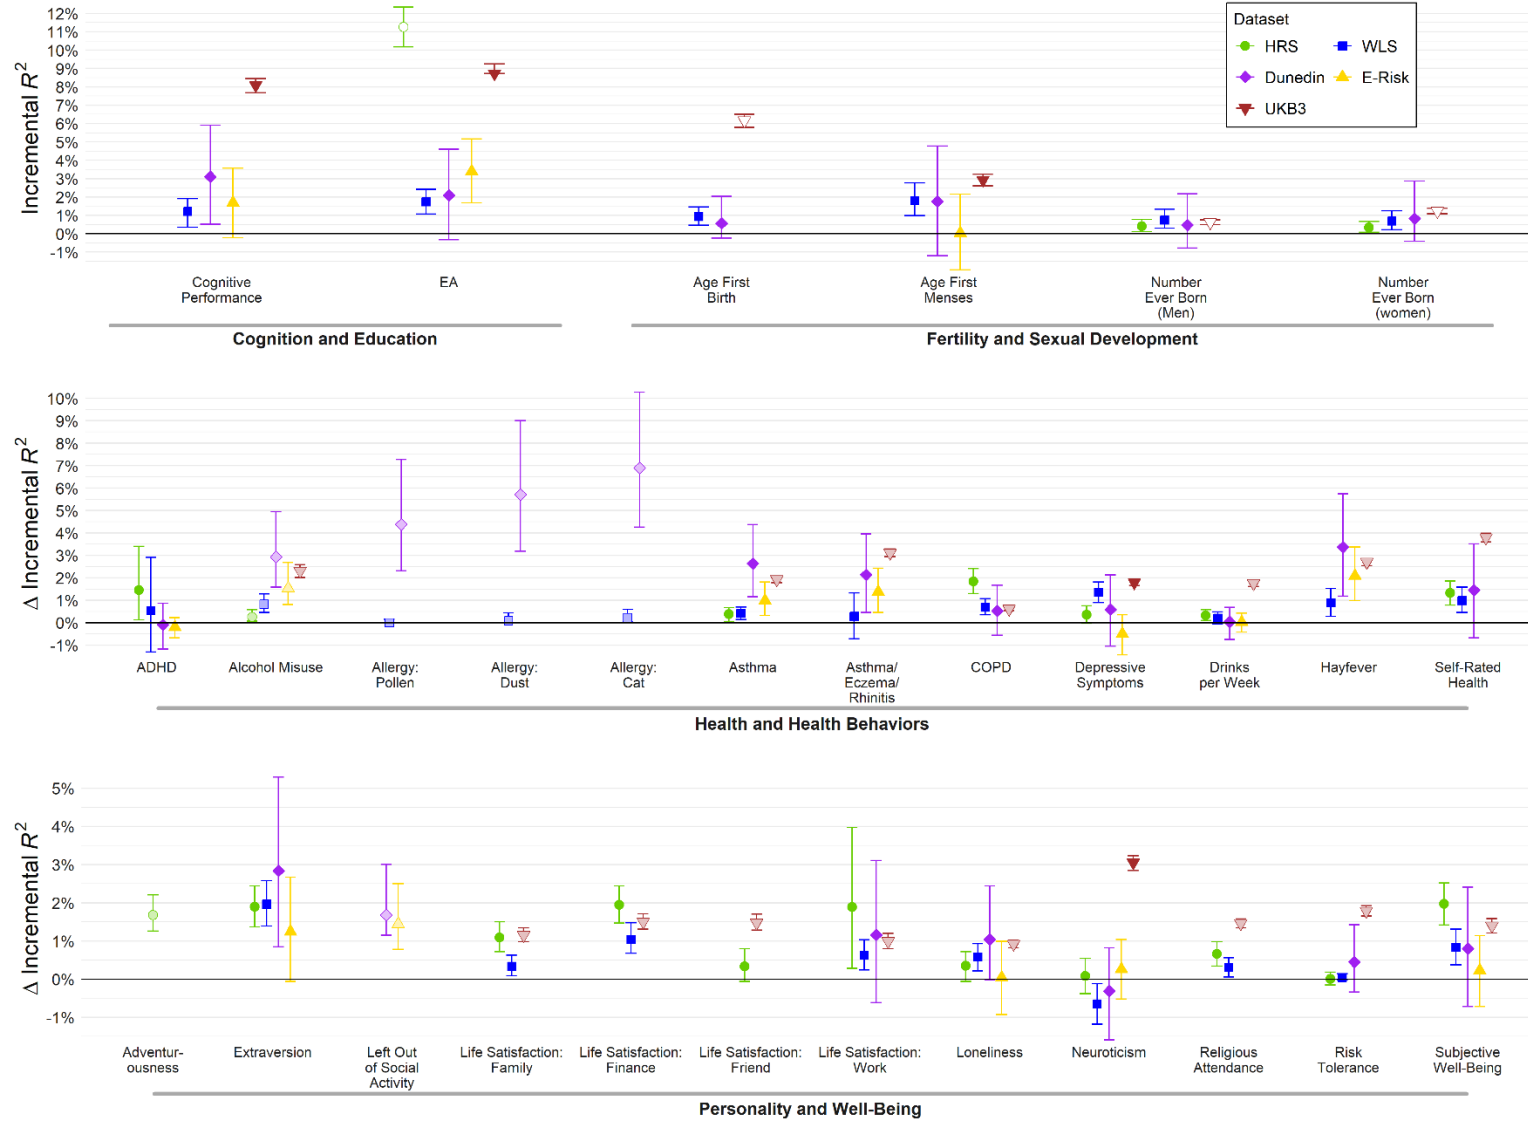 Incremental R²
12%
11%
10%
9%
8%
7%
6%
5%
4%
3%
2%
1%
0%
-1%
Dataset
HRS WLS
Dunedin E-Risk
UKB3
Cognitive
Performance
EA
Age First
Birth
Age First
Menses
Number
Ever Born
(Men)
Number
Ever Born
(women)
Cognition and Education
Fertility and Sexual Development
Δ Incremental R²
10%
9%
8%
7%
6%
5%
4%
3%
2%
1%
0%
-1%
ADHD
Alcohol Misuse
Allergy:
Pollen
Allergy:
Dust
Allergy:
Cat
Asthma
Asthma/
Eczema/
Rhinitis
COPD
Depressive
Symptoms
Drinks
per Week
Hayfever
Self-Rated
Health
Health and Health Behaviors
Δ Incremental R²
5%
4%
3%
2%
1%
0%
-1%
Adventur-
ousness
Extraversion
Left Out
of Social
Activity
Life Satisfaction:
Family
Life Satisfaction:
Finance
Life Satisfaction:
Friend
Life Satisfaction:
Work
Loneliness
Neuroticism
Religious
Attendance
Risk
Tolerance
Subjective
Well-Being
Personality and Well-Being